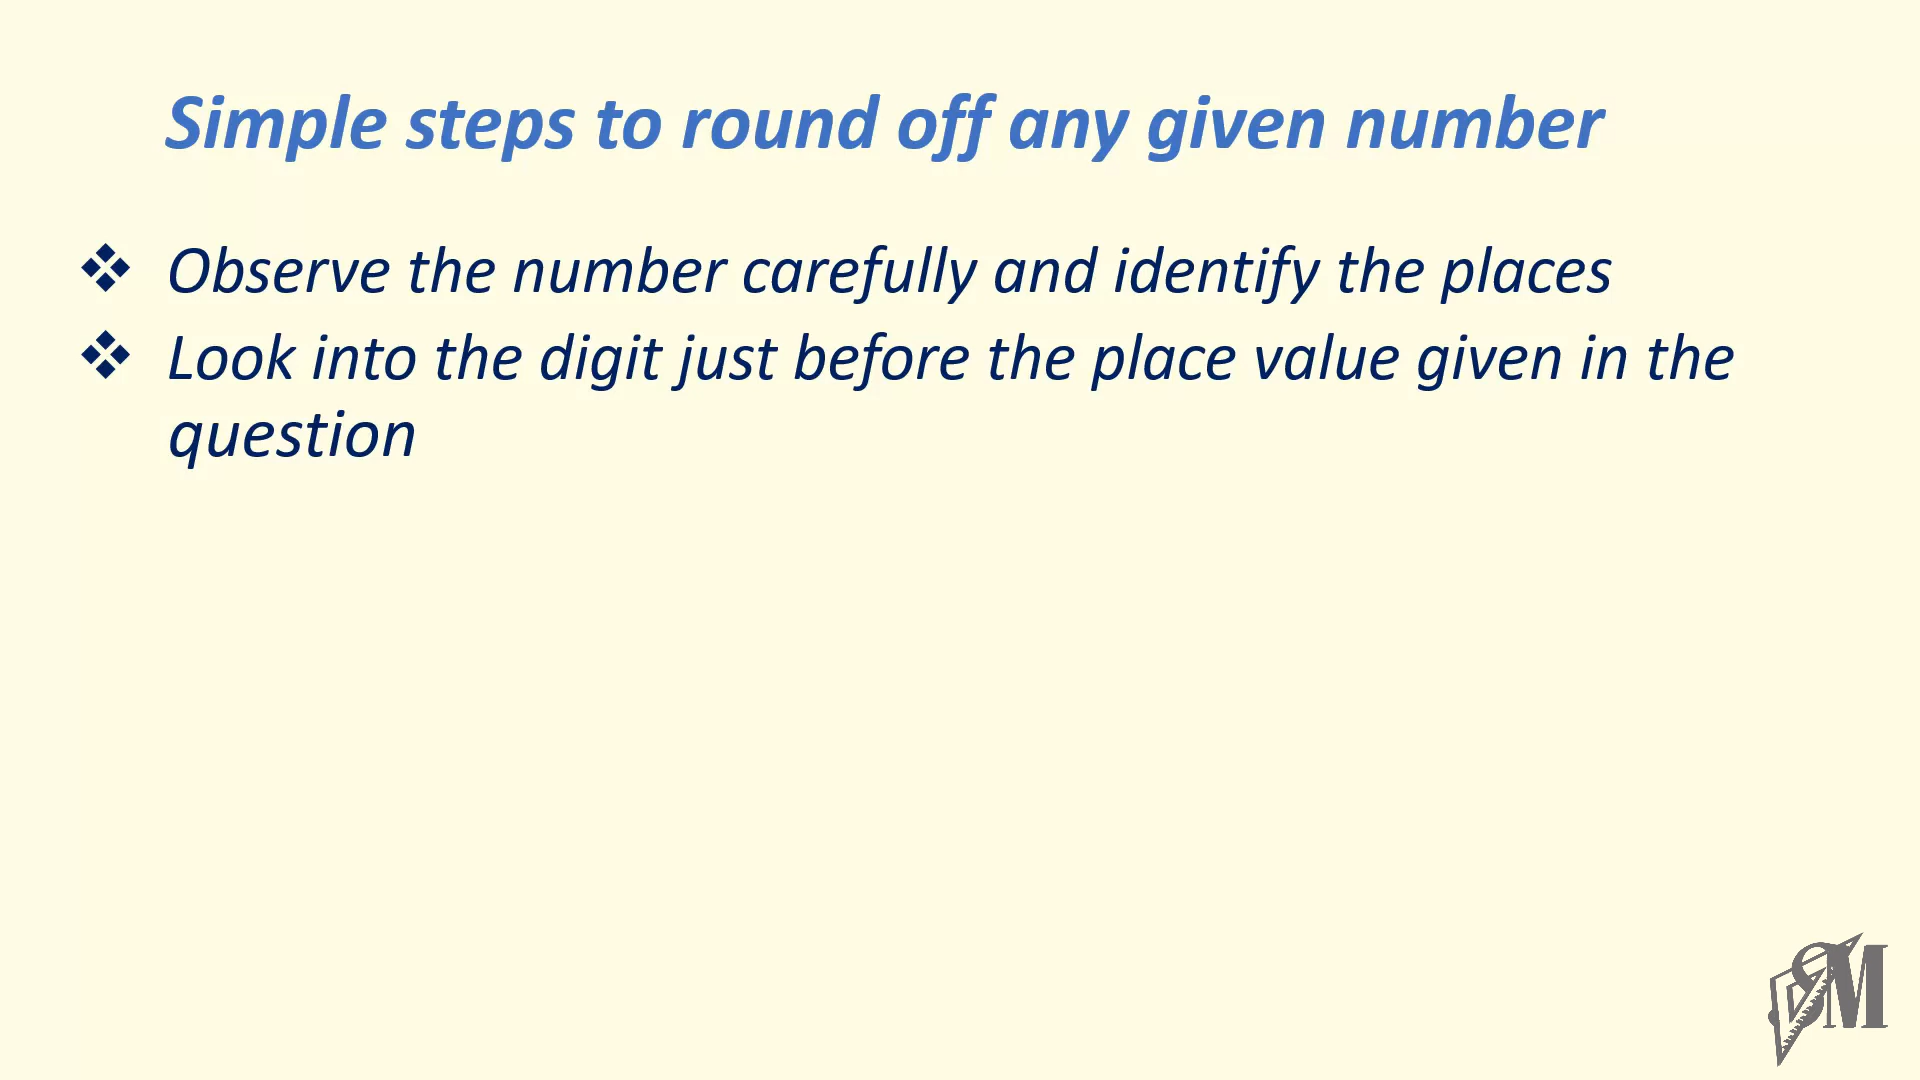 Simple steps to round off any given number
❖ Observe the number carefully and identify the places
❖ Look into the digit just before the place value given in the
question
SM